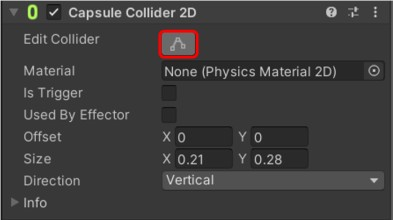 Capsule Collider 2D
Edit Collider
Material None (Physics Material 2D)
Is Trigger
Used By Effector
Offset X 0 Y 0
Size X 0.21 Y 0.28
Direction Vertical
Info